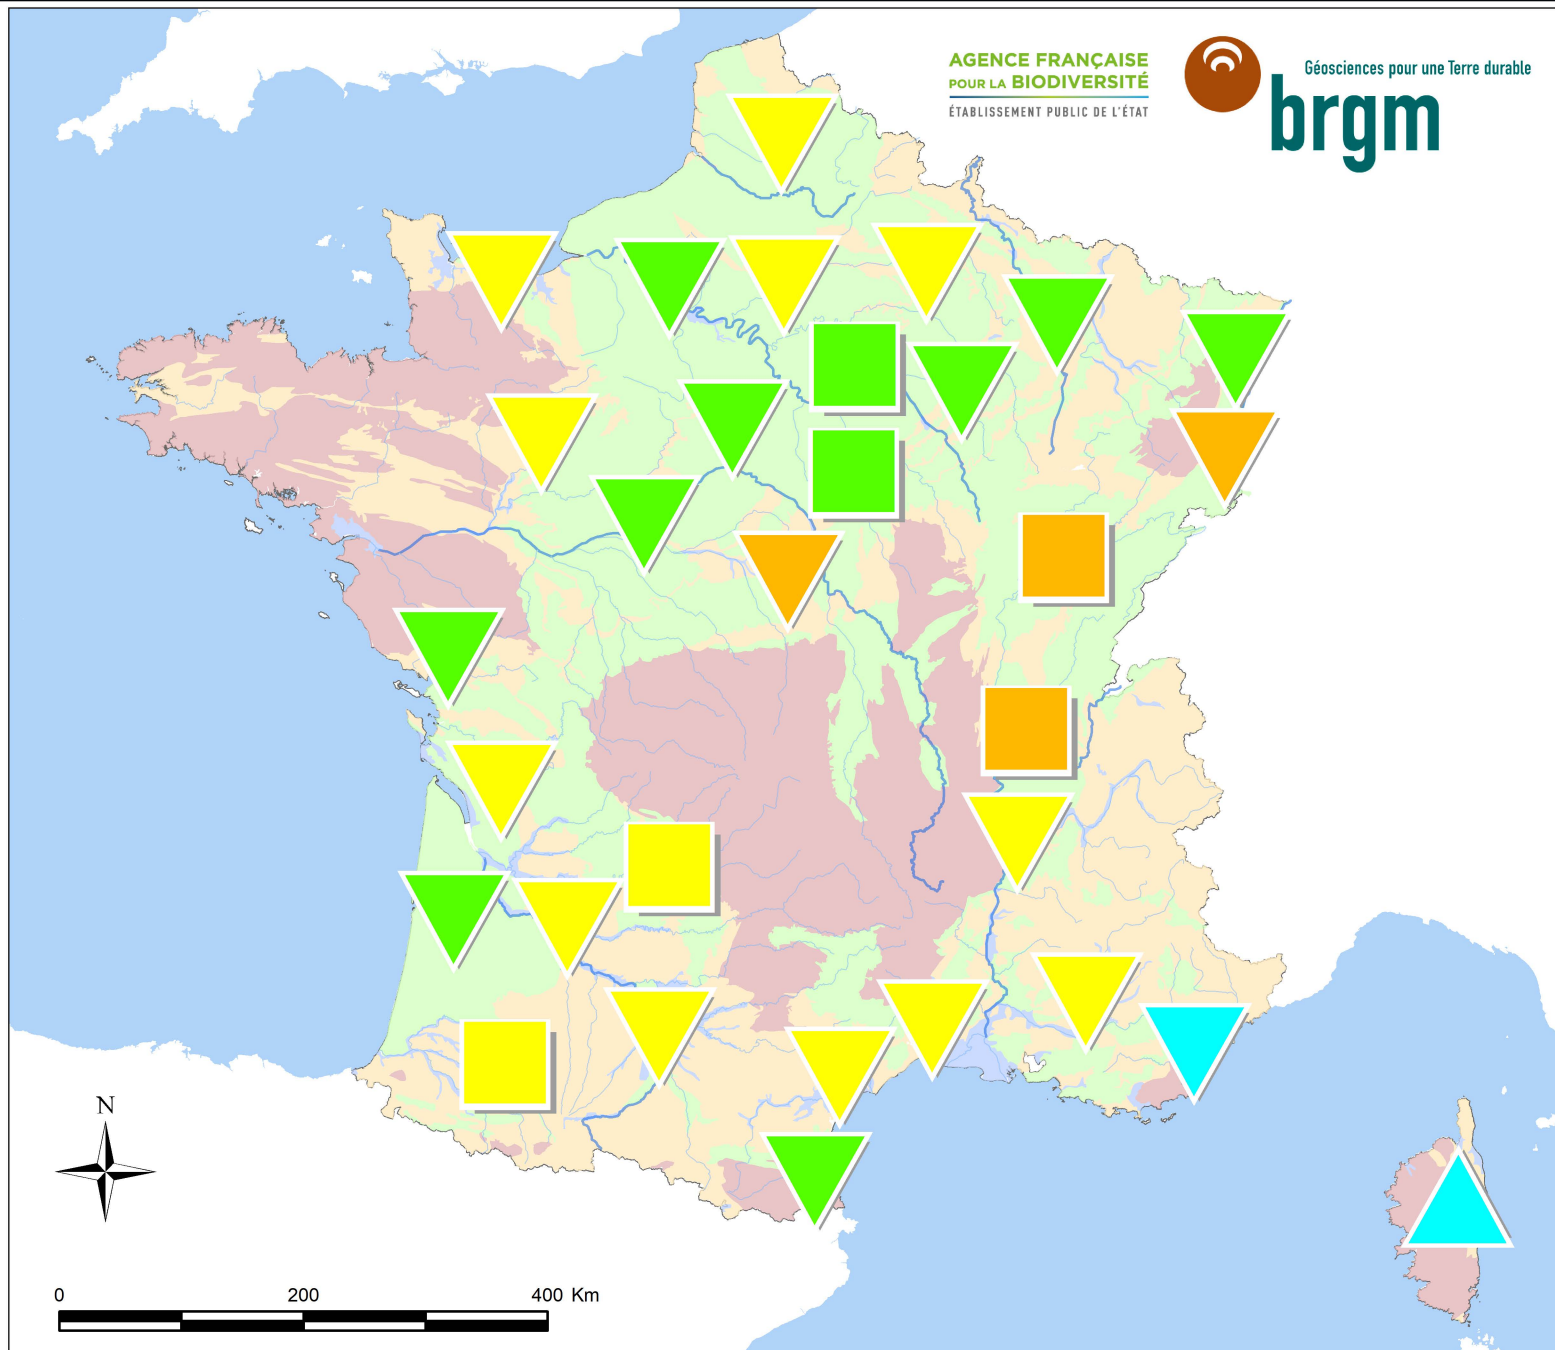 AGENCE FRANÇAISE
POUR LA BIODIVERSITÉ
ÉTABLISSEMENT PUBLIC DE L'ÉTAT
Géosciences pour une Terre durable
brgm
N
0 200 400 Km